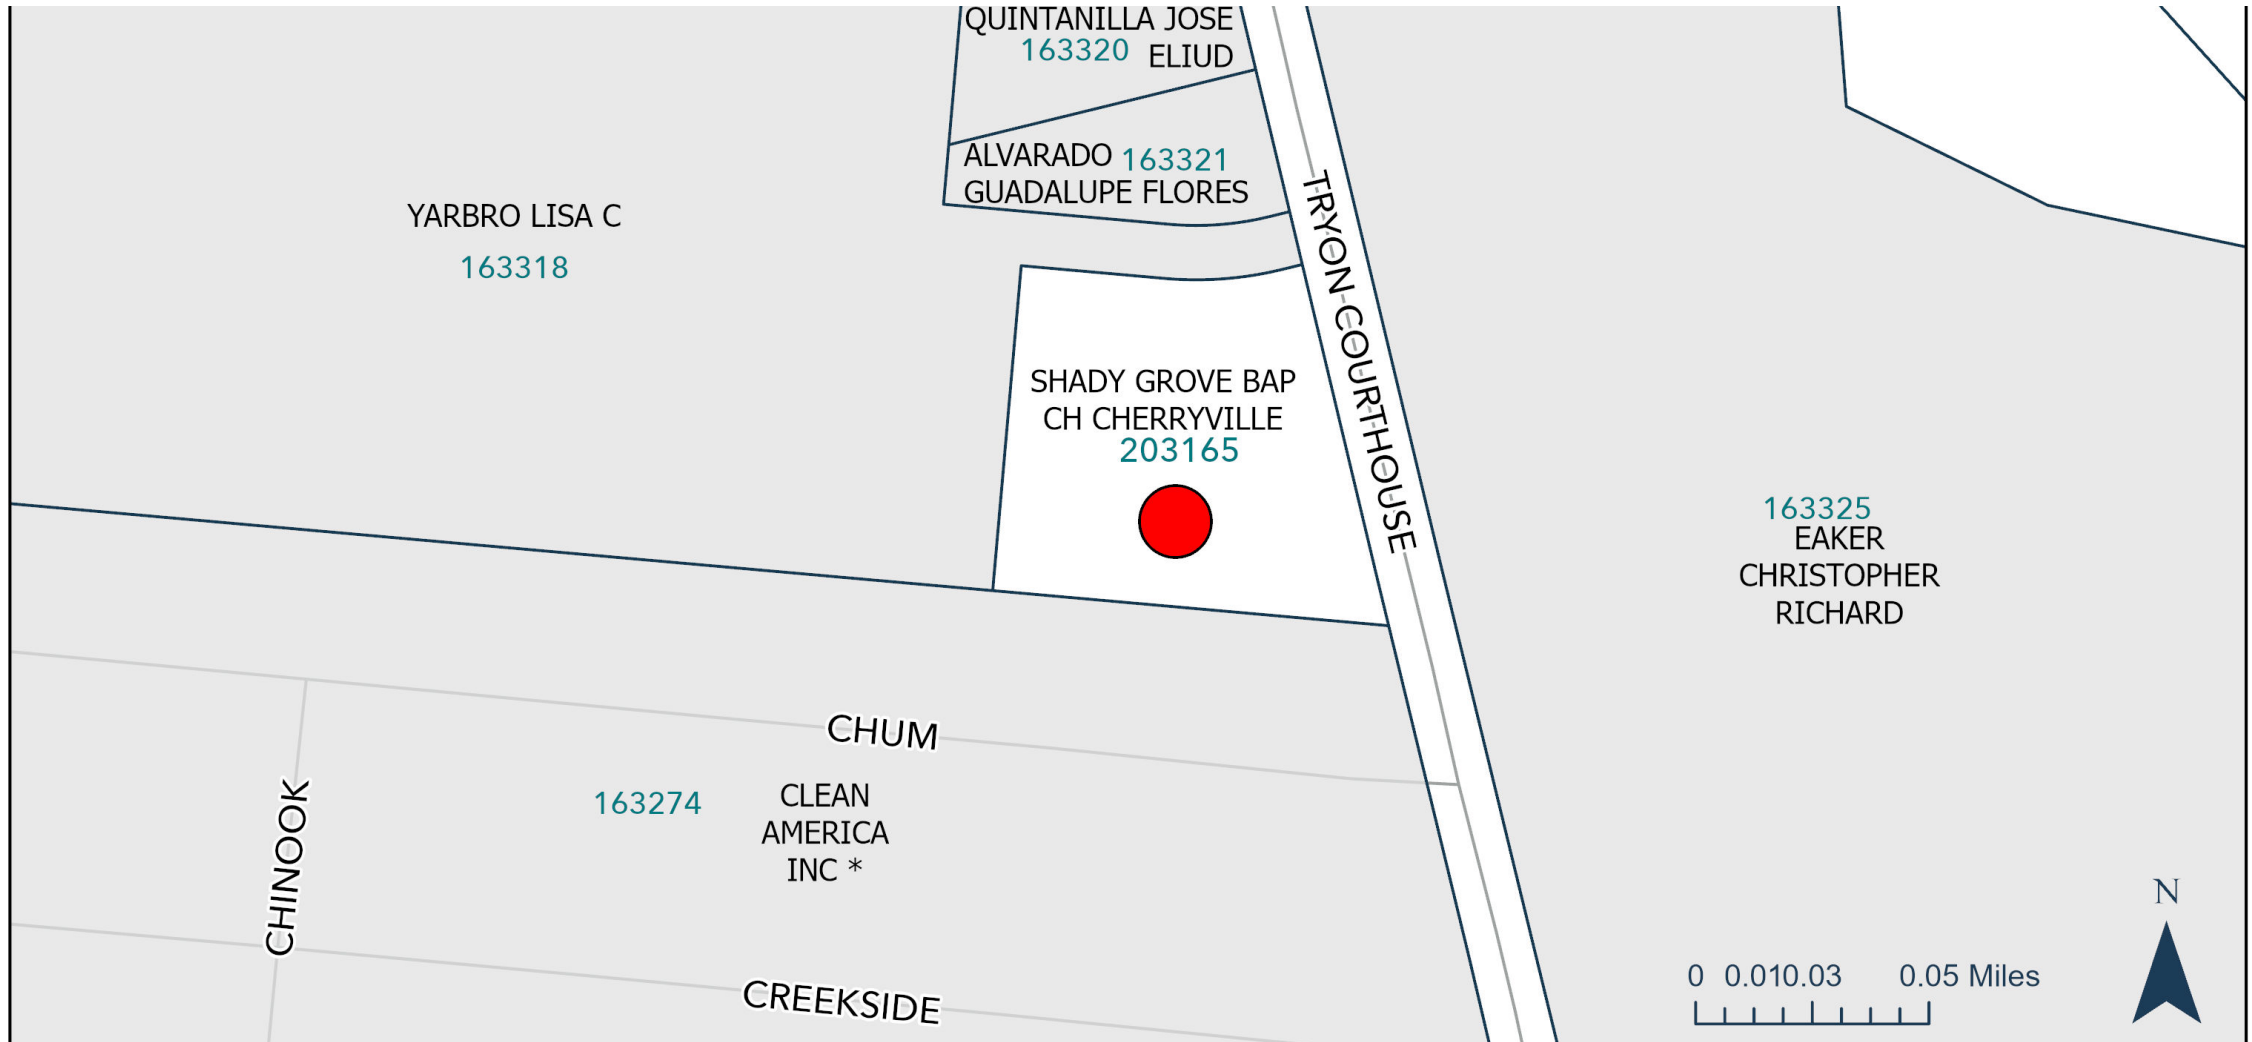 QUINTANILLA JOSE
163320 ELIUD
ALVARADO 163321
GUADALUPE FLORES
YARBRO LISA C
163318
TRYON COURTHOUSE
SHADY GROVE BAP
CH CHERRYVILLE
203165
163325
EAKER
CHRISTOPHER
RICHARD
CHUM
163274
CLEAN
AMERICA
INC *
CHINOOK
CREEKSIDE
N
0 0.010.03 0.05 Miles